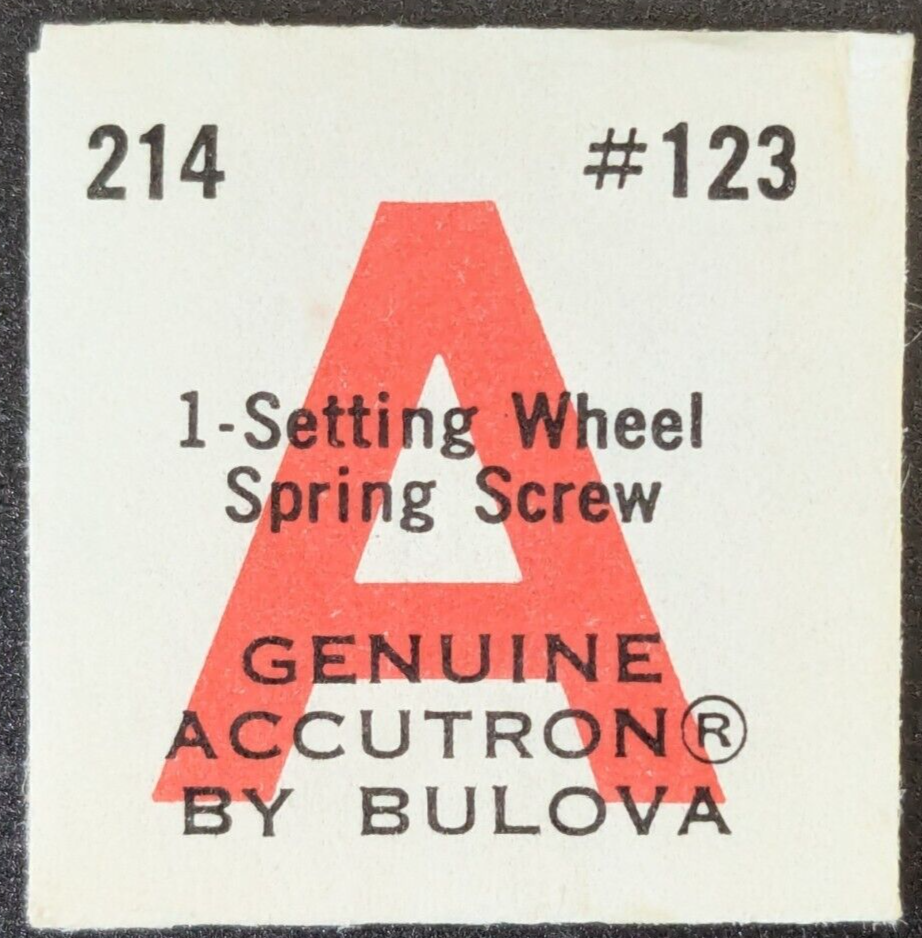 214 #123
A
1-Setting Wheel
Spring Screw
GENUINE
ACCUTRON®
BY BULOVA